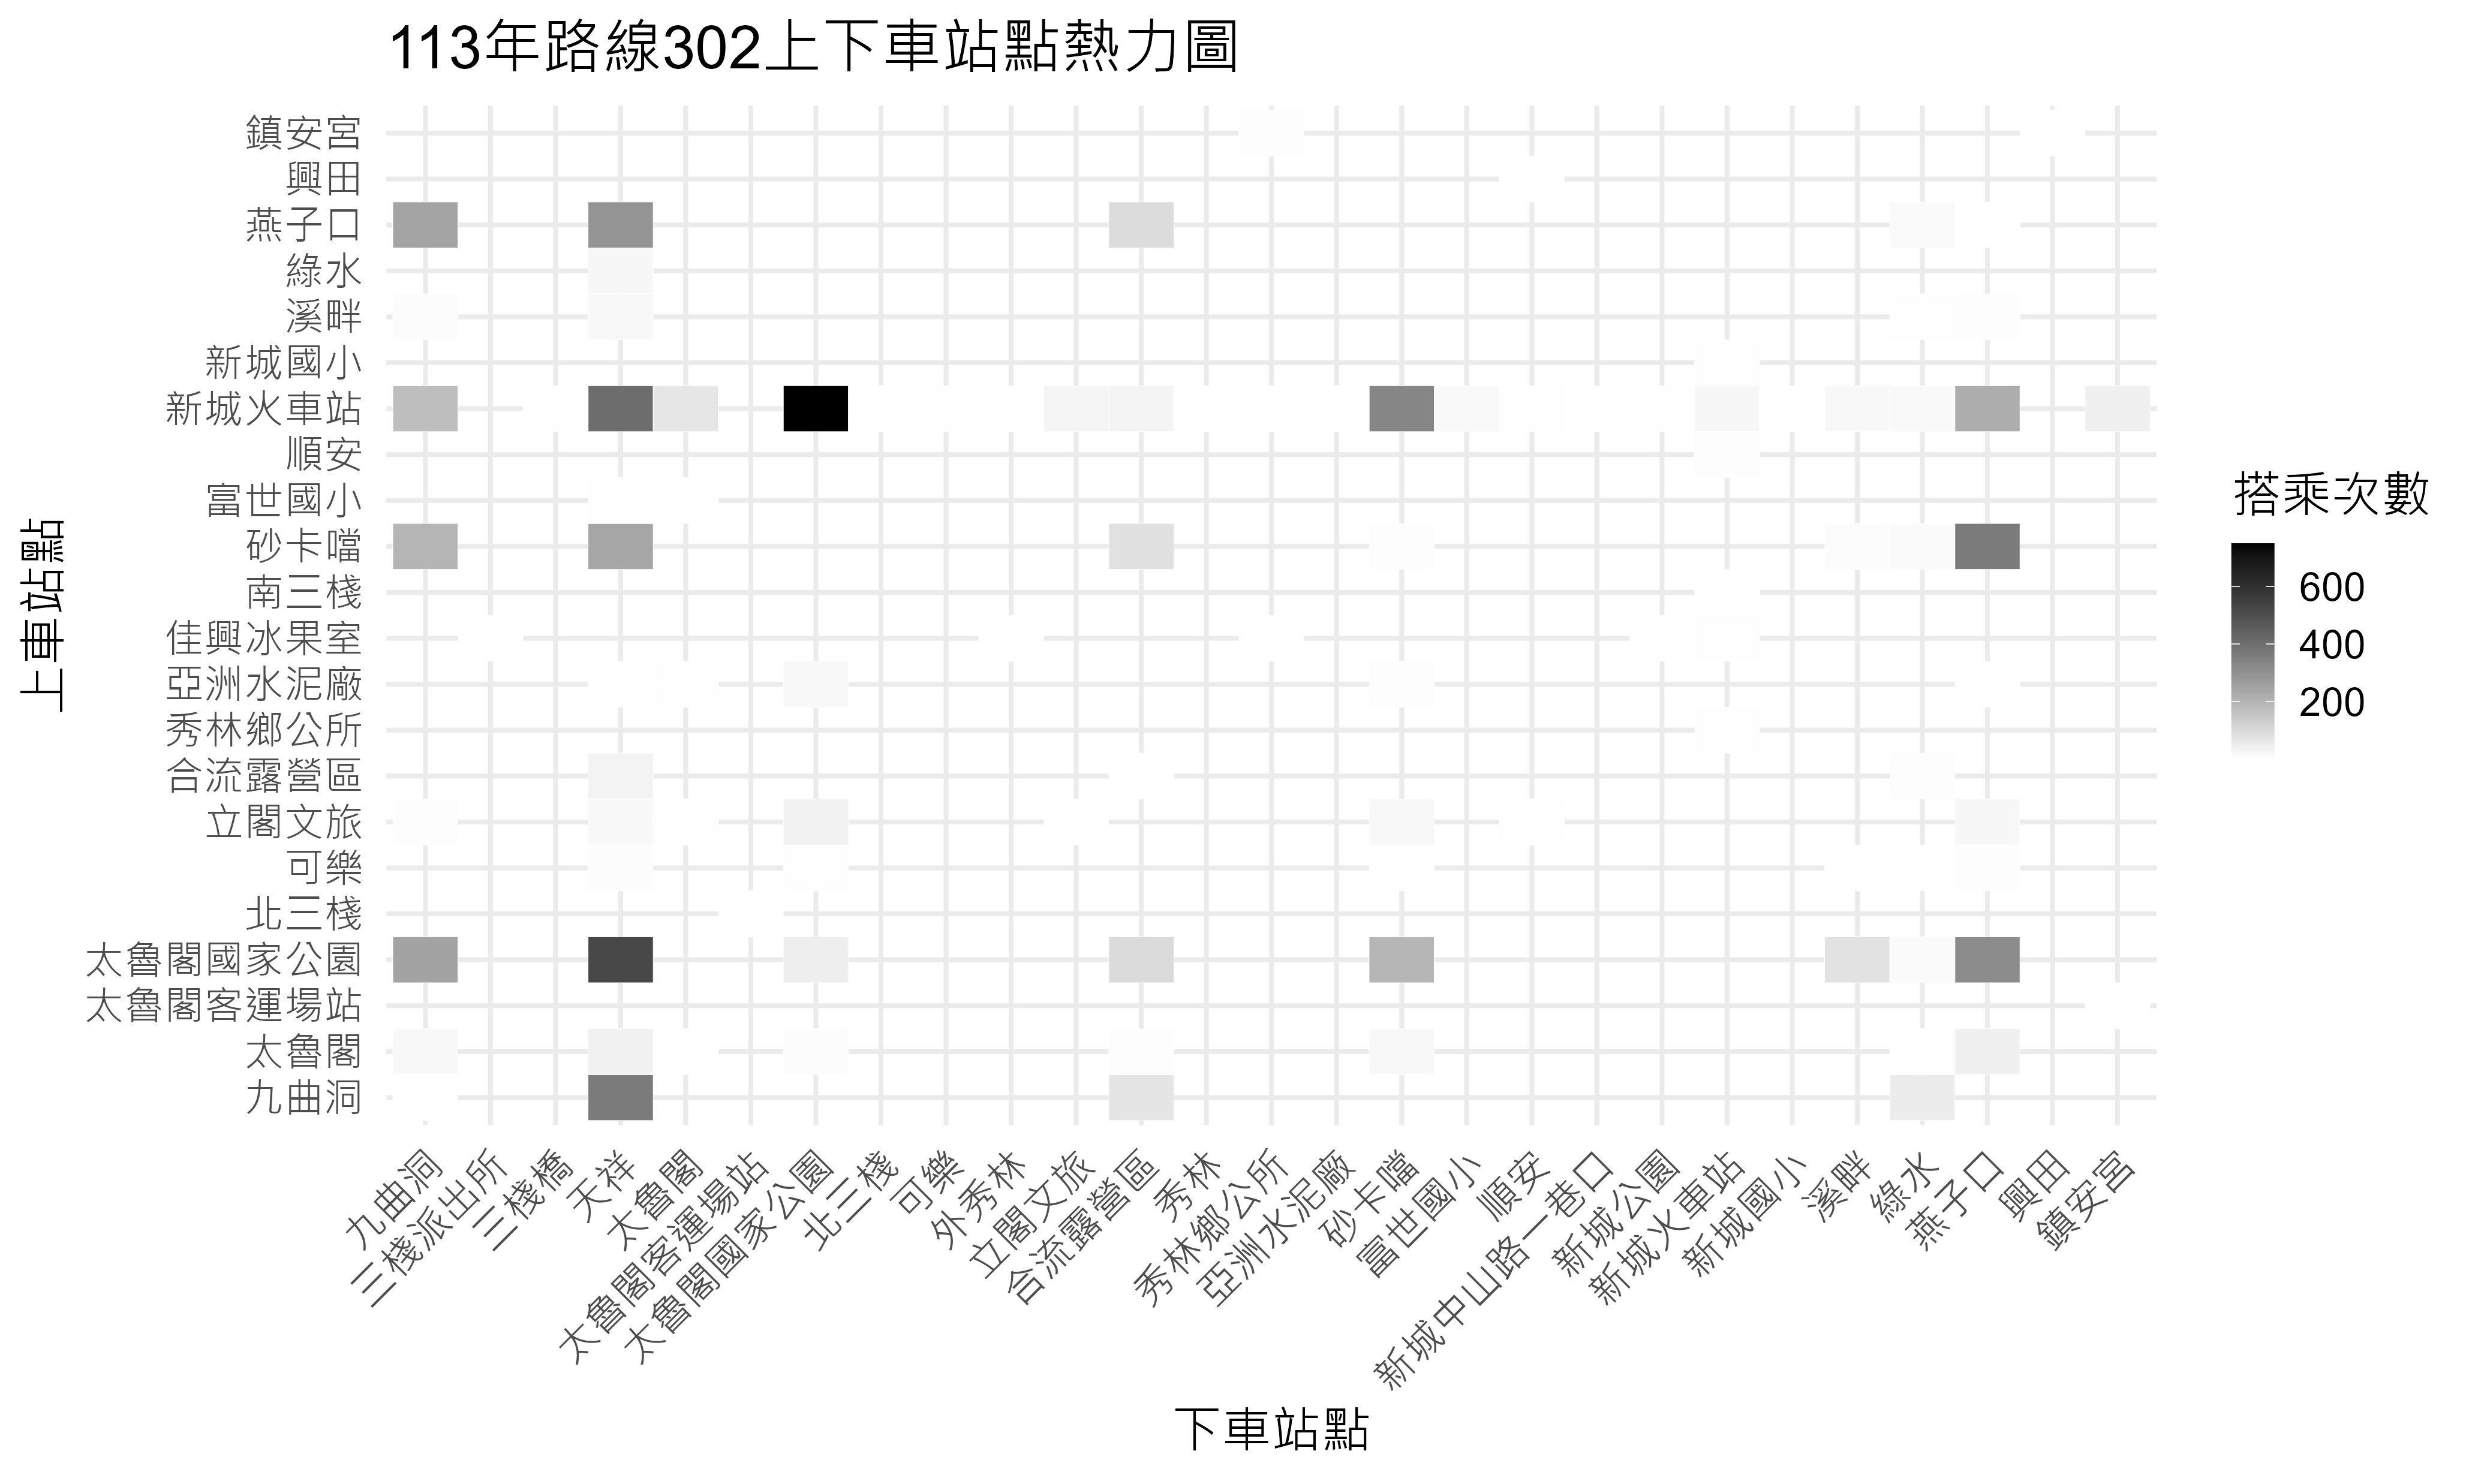 113年路線302上下車站點熱力圖
上車站點
鎮安宮
興田
燕子口
綠水
溪畔
新城國小
新城火車站
順安
富世國小
砂卡噹
南三棧
佳興冰果室
亞洲水泥廠
秀林鄉公所
合流露營區
立閣文旅
可樂
北三棧
太魯閣國家公園
太魯閣客運場站
太魯閣
九曲洞
九曲洞
三棧派出所
三棧橋
天祥
太魯閣
太魯閣客運場站
太魯閣國家公園
北三棧
可樂
外秀林
立閣文旅
合流露營區
秀林
秀林鄉公所
亞洲水泥廠
砂卡噹
富世國小
順安
新城中山路一巷口
新城公園
新城火車站
新城國小
溪畔
綠水
燕子口
興田
鎮安宮
下車站點
搭乘次數
600
400
200